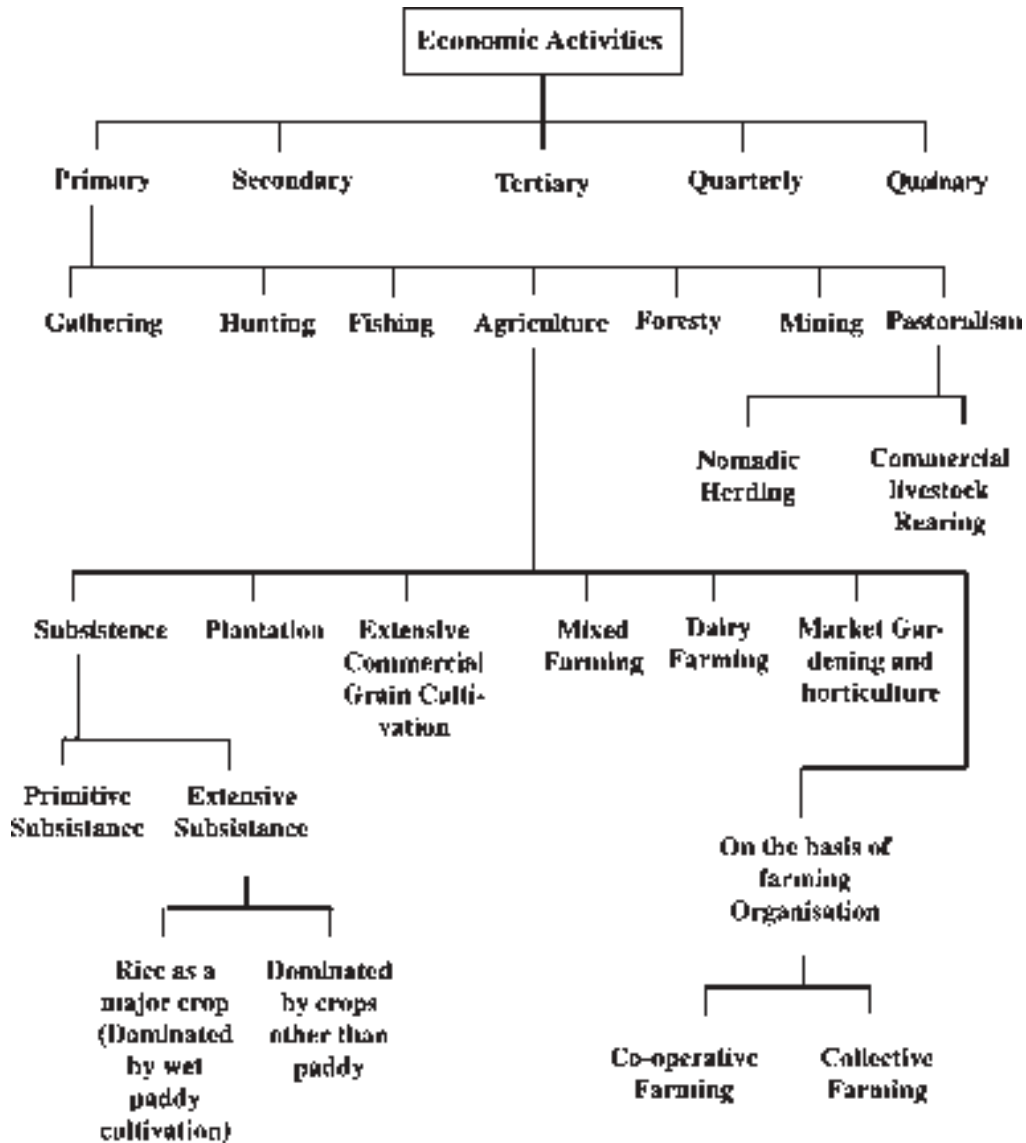 Economic Activities
Primary
Secondary
Tertiary
Quarterly
Quainary
Gathering
Hunting
Fishing
Agriculture
Foresty
Mining
Pastoralism
Nomadic
Herding
Commercial
livestock
Rearing
Subsistence
Plantation
Extensive
Commercial
Grain Culti-
vation
Mixed
Farming
Dairy
Farming
Market Gar-
dening and
horticulture
Primitive
Subsistance
Extensive
Subsistance
On the basis of
farming
Organisation
Rice as a
major crop
(Dominated
by wet
paddy
cultivation)
Dominated
by crops
other than
paddy
Co-operative
Farming
Collective
Farming